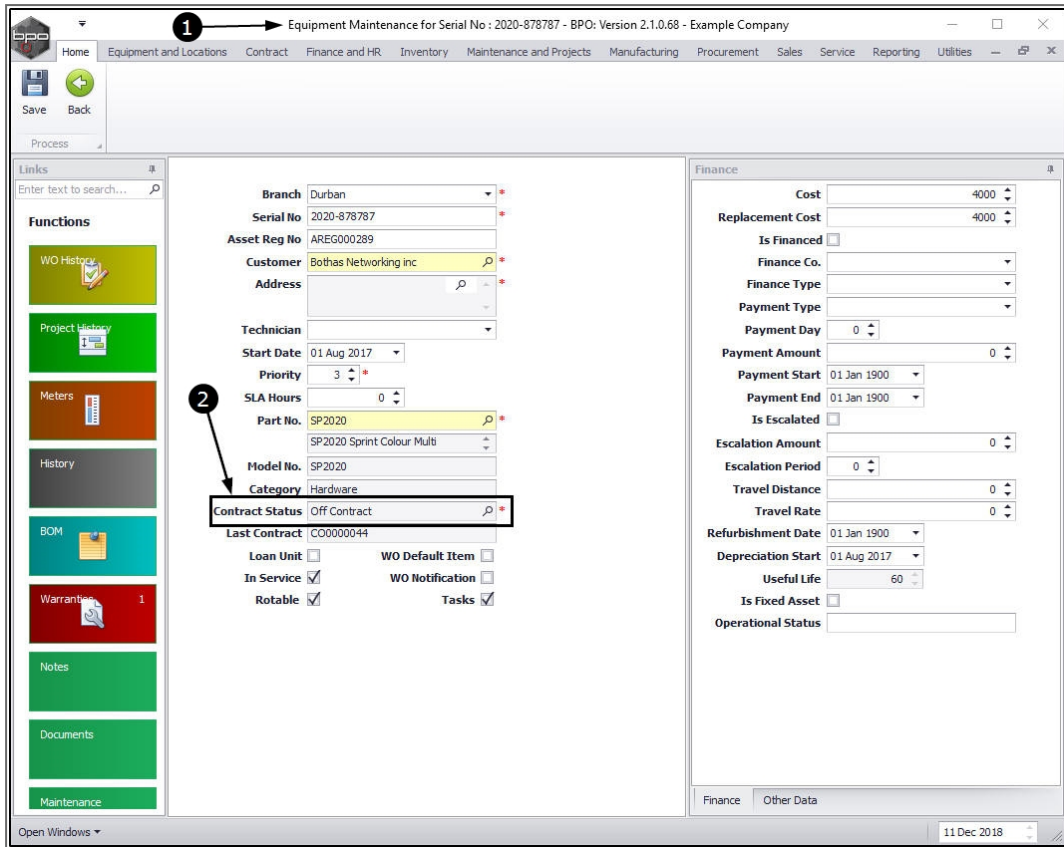 1
Equipment Maintenance for Serial No : 2020-878787 - BPO: Version 2.1.0.68 - Example Company
bpo
Home Equipment and Locations Contract Finance and HR Inventory Maintenance and Projects Manufacturing Procurement Sales Service Reporting Utilities
Save Back
Process
Links
Enter text to search...
Functions
WO History
Project History
Meters
History
BOM
Warranties 1
Notes
Documents
Maintenance
Branch Durban *
Serial No 2020-878787 *
Asset Reg No AREG000289
Customer Bothas Networking inc *
Address *
Technician
Start Date 01 Aug 2017
Priority 3 *
2
SLA Hours 0
Part No. SP2020 *
SP2020 Sprint Colour Multi
Model No. SP2020
Category Hardware
Contract Status Off Contract *
Last Contract CO0000044
Loan Unit WO Default Item
In Service WO Notification
Rotable Tasks
Finance
Cost 4000
Replacement Cost 4000
Is Financed
Finance Co.
Finance Type
Payment Type
Payment Day 0
Payment Amount 0
Payment Start 01 Jan 1900
Payment End 01 Jan 1900
Is Escalated
Escalation Amount 0
Escalation Period 0
Travel Distance 0
Travel Rate 0
Refurbishment Date 01 Jan 1900
Depreciation Start 01 Aug 2017
Useful Life 60
Is Fixed Asset
Operational Status
Finance Other Data
Open Windows
11 Dec 2018